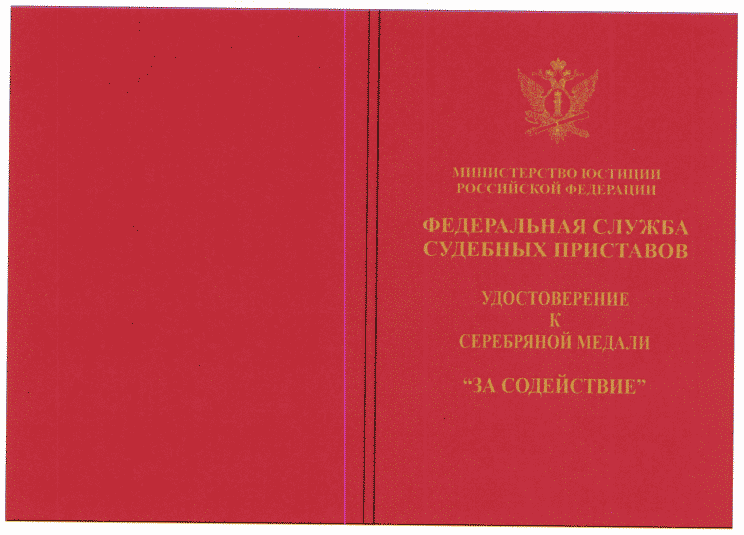 МИНИСТЕРСТВО ЮСТИЦИИ
РОССИЙСКОЙ ФЕДЕРАЦИИ
ФЕДЕРАЛЬНАЯ СЛУЖБА
СУДЕБНЫХ ПРИСТАВОВ
УДОСТОВЕРЕНИЕ
К
СЕРЕБРЯНОЙ МЕДАЛИ
“ЗА СОДЕЙСТВИЕ”